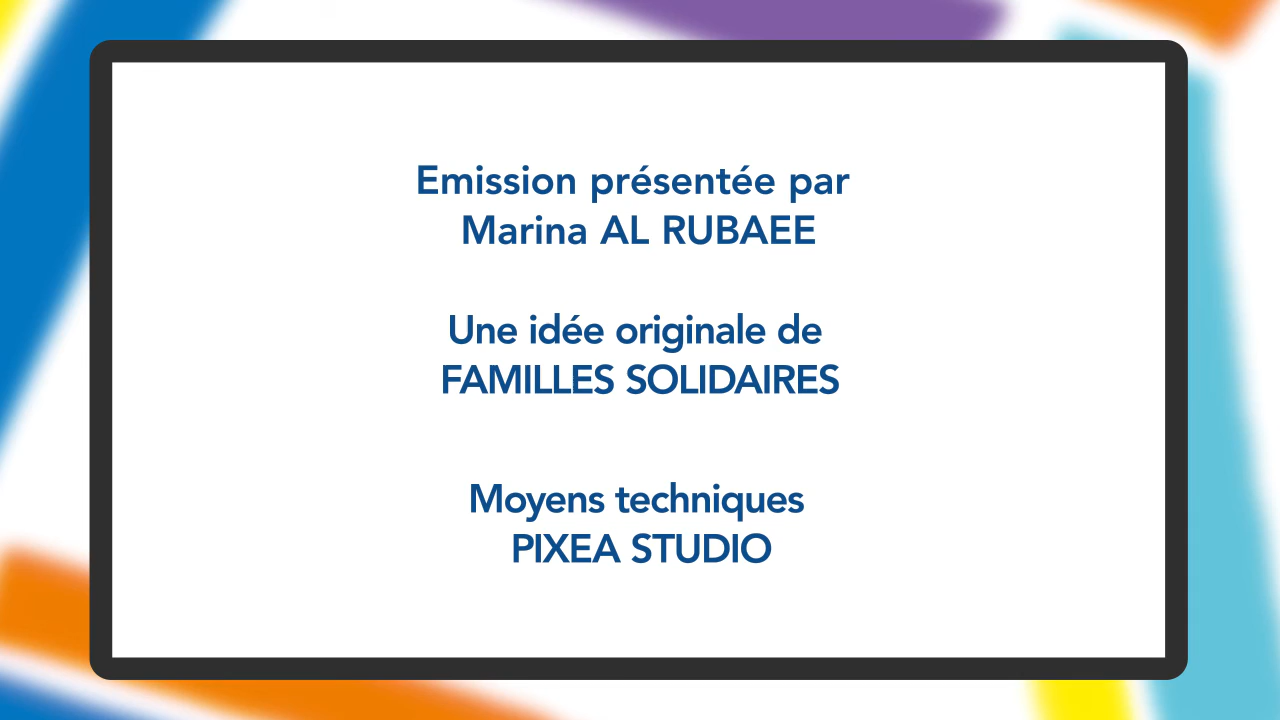 Emission présentée par
Marina AL RUBAEE
Une idée originale de
FAMILLES SOLIDAIRES
Moyens techniques
PIXEA STUDIO